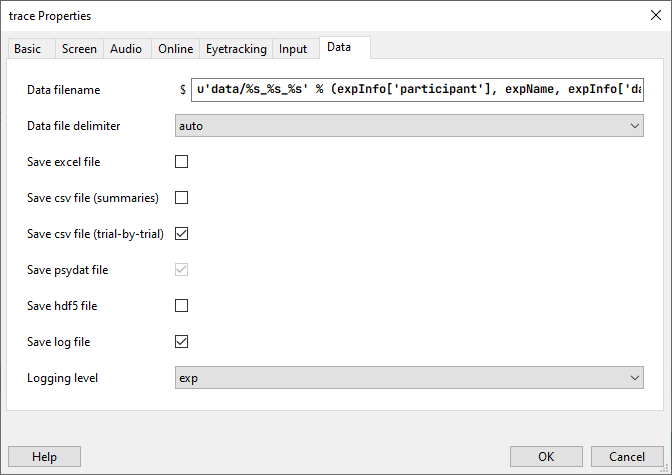 trace Properties
Basic Screen Audio Online Eyetracking Input Data
Data filename $ u'data/%s_%s_%s' % (expInfo['participant'], expName, expInfo['da
Data file delimiter auto
Save excel file
Save csv file (summaries)
Save csv file (trial-by-trial)
Save psydat file
Save hdf5 file
Save log file
Logging level exp
Help OK Cancel